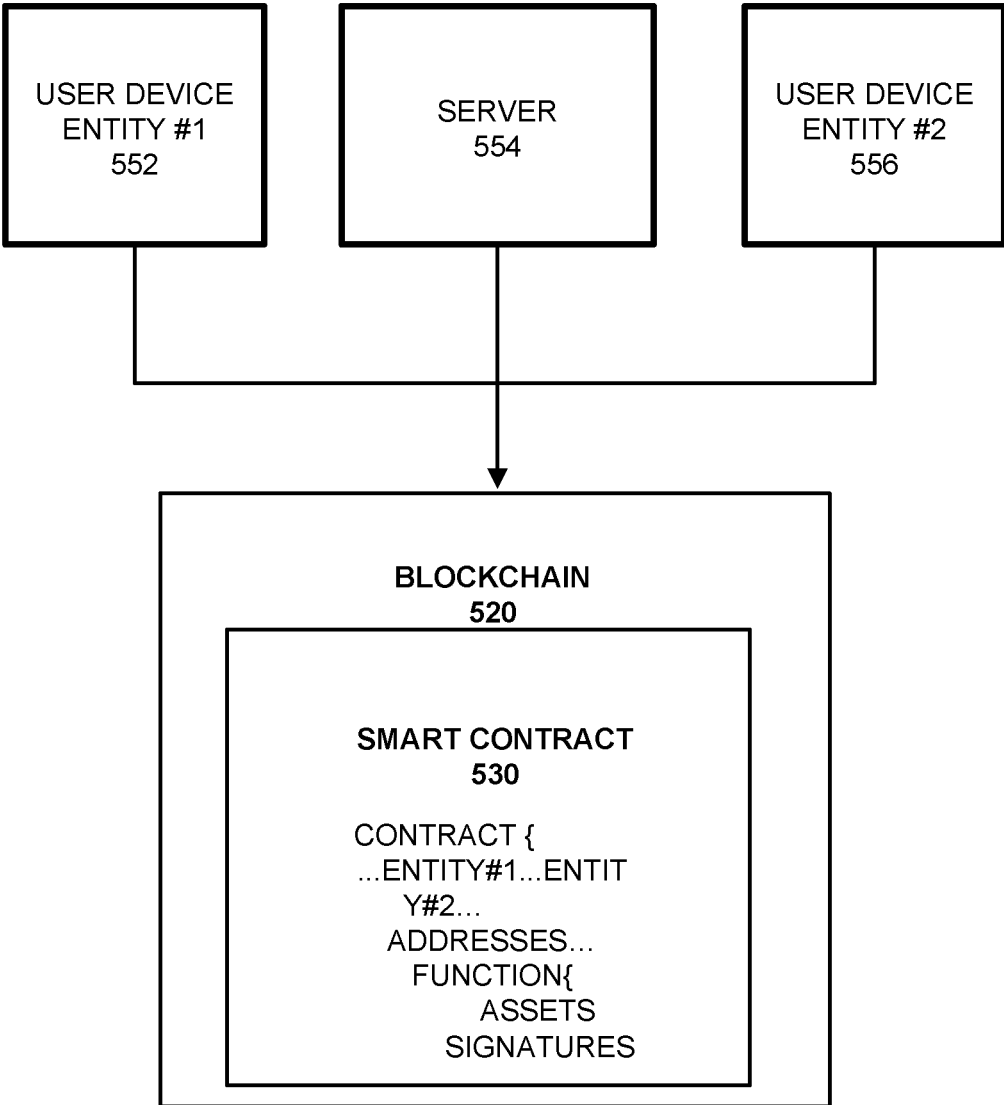 USER DEVICE
ENTITY #1
552
SERVER
554
USER DEVICE
ENTITY #2
556
BLOCKCHAIN
520
SMART CONTRACT
530
CONTRACT {
...ENTITY#1...ENTIT
Y#2...
ADDRESSES...
FUNCTION{
ASSETS
SIGNATURES